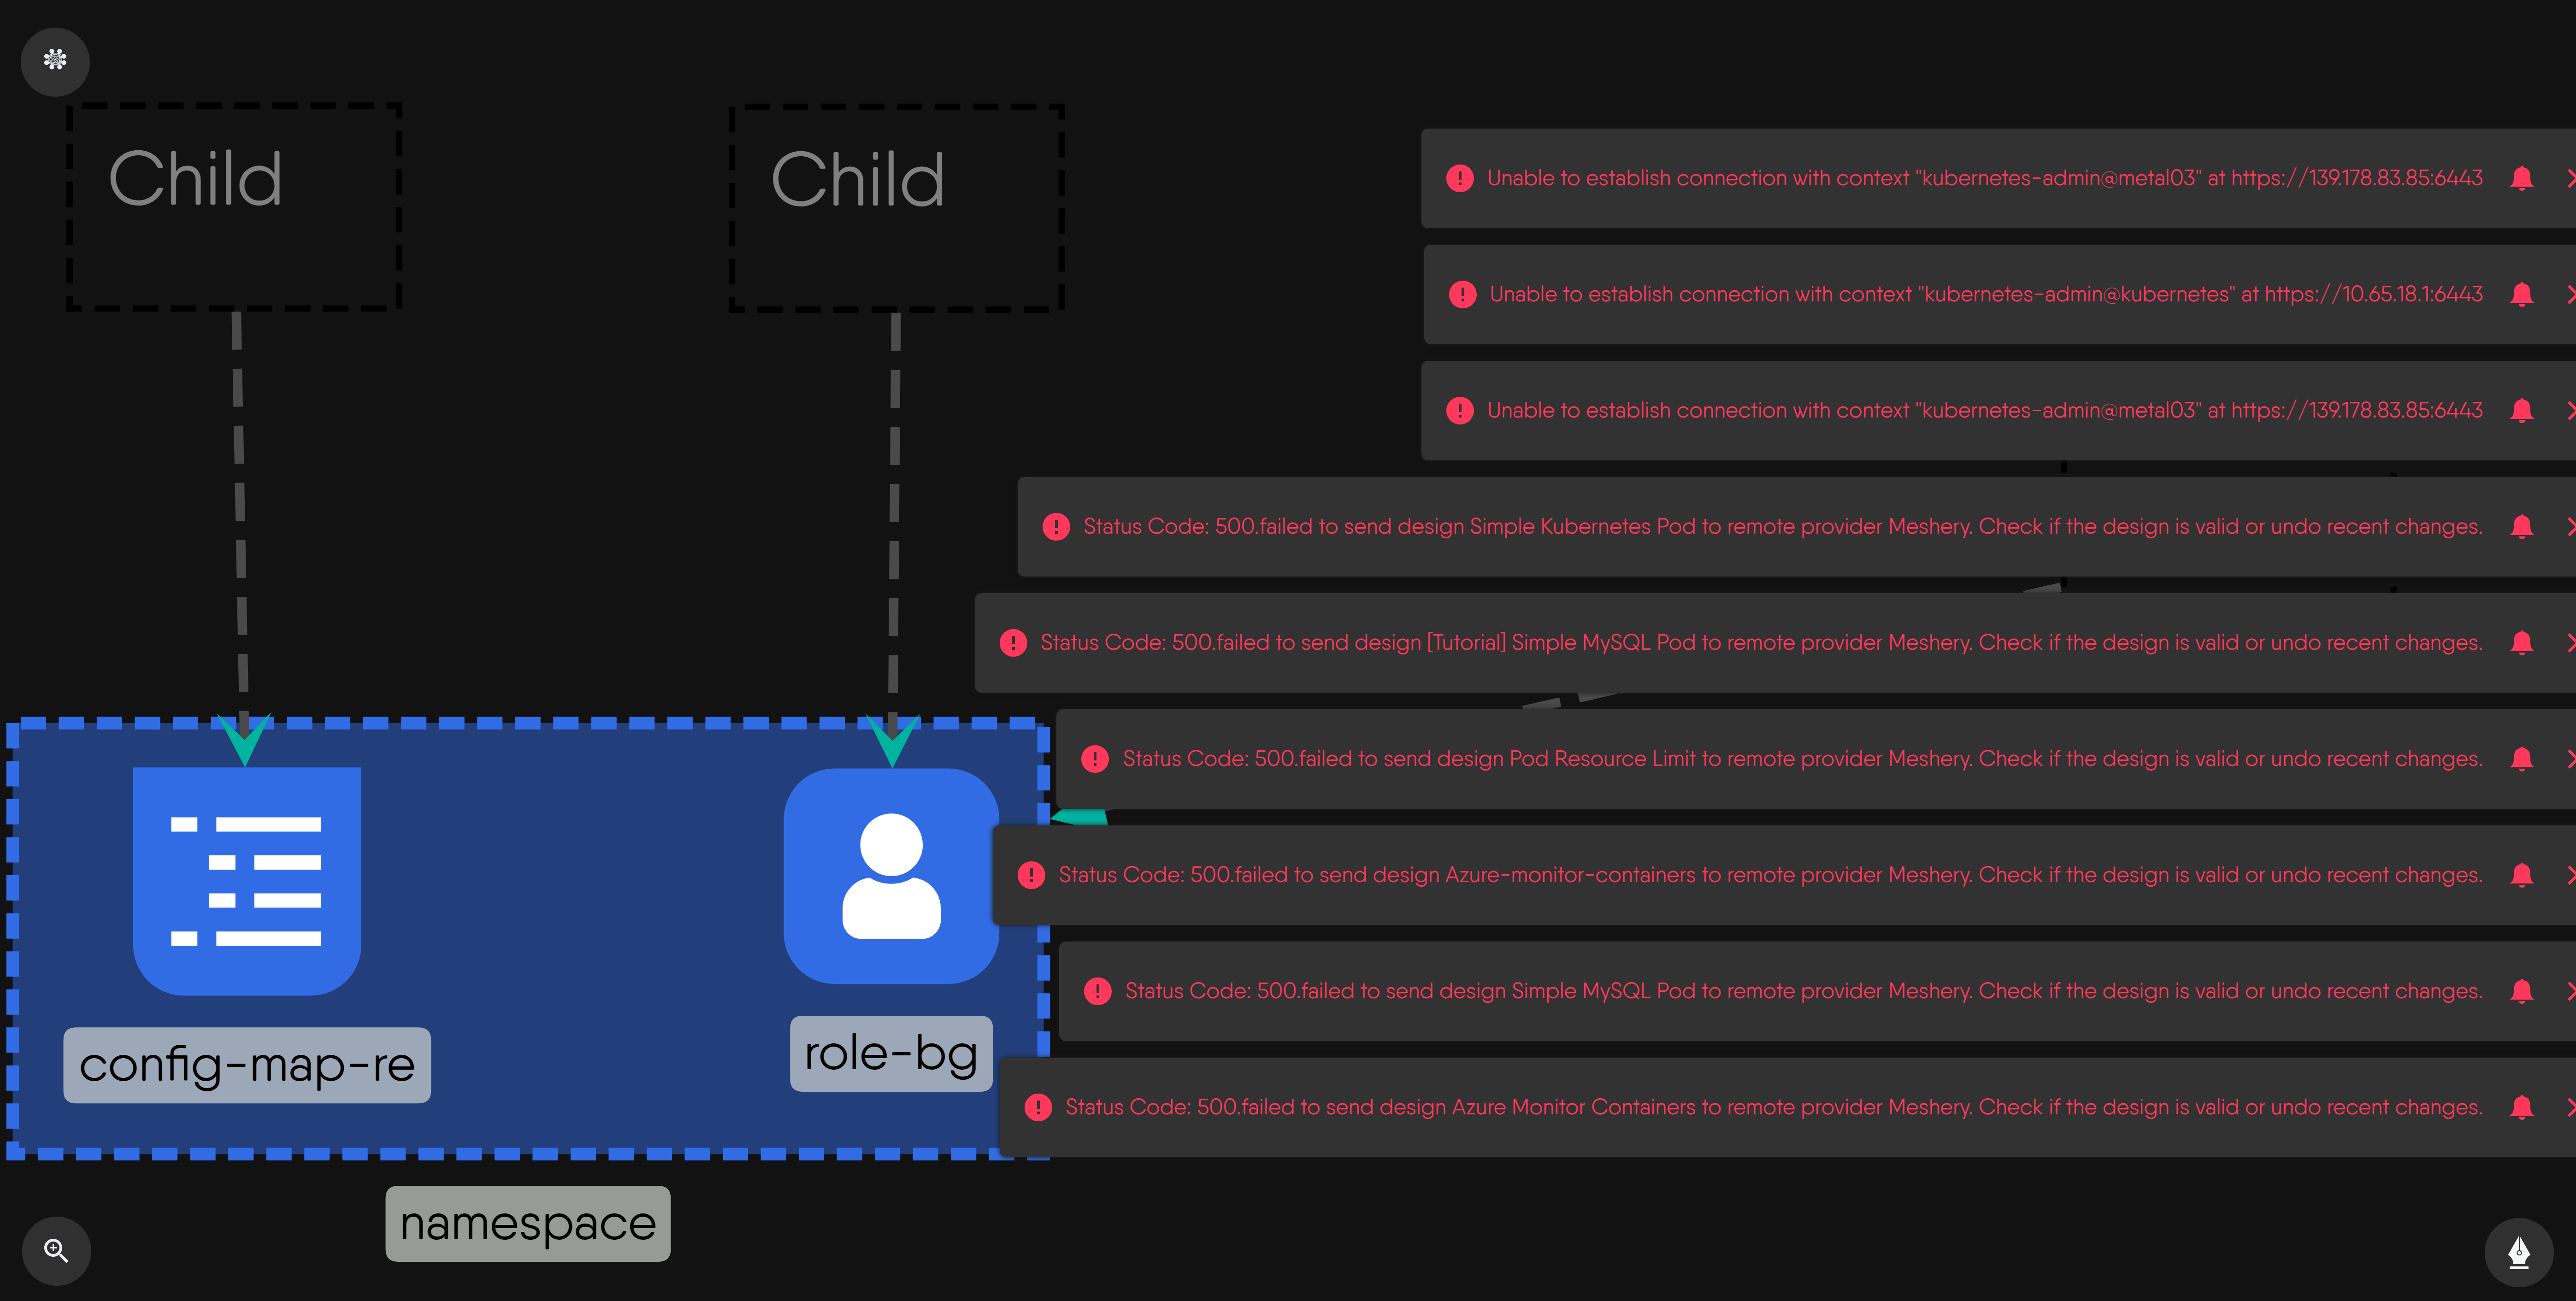 Child
Child
Unable to establish connection with context "kubernetes-admin@metal03" at https://139.178.83.85:6443
Unable to establish connection with context "kubernetes-admin@kubernetes" at https://10.65.18.1:6443
Unable to establish connection with context "kubernetes-admin@metal03" at https://139.178.83.85:6443
Status Code: 500.failed to send design Simple Kubernetes Pod to remote provider Meshery. Check if the design is valid or undo recent changes.
Status Code: 500.failed to send design [Tutorial] Simple MySQL Pod to remote provider Meshery. Check if the design is valid or undo recent changes.
Status Code: 500.failed to send design Pod Resource Limit to remote provider Meshery. Check if the design is valid or undo recent changes.
Status Code: 500.failed to send design Azure-monitor-containers to remote provider Meshery. Check if the design is valid or undo recent changes.
Status Code: 500.failed to send design Simple MySQL Pod to remote provider Meshery. Check if the design is valid or undo recent changes.
Status Code: 500.failed to send design Azure Monitor Containers to remote provider Meshery. Check if the design is valid or undo recent changes.
config-map-re
role-bg
namespace